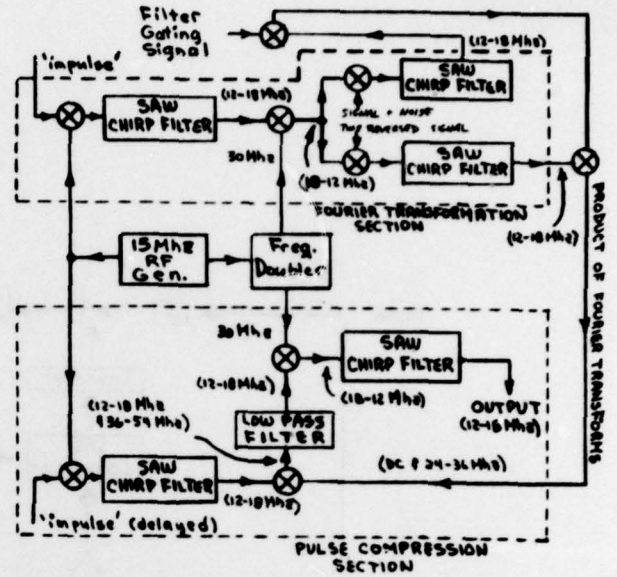 Filter
Gating
Signal
(12-18 Mhz)
'impulse'
SAW
CHIRP FILTER
(12-18 Mhz)
SAW
CHIRP FILTER
SIGNAL + NOISE
REVERSED SIGNAL
30 Mhz
(18-12 Mhz)
SAW
CHIRP FILTER
(12-18 Mhz)
FOURIER TRANSFORMATION
SECTION
15 Mhz
RF
Gen.
Freq.
Doubler
PRODUCT OF FOURIER TRANSFORMS
30 Mhz
SAW
CHIRP FILTER
(12-18 Mhz)
(18-12 Mhz)
OUTPUT
(12-18 Mhz)
(12-18 Mhz
& 36-54 Mhz)
LOW PASS
FILTER
(DC & 24-36 Mhz)
SAW
CHIRP FILTER
(12-18 Mhz)
'impulse' (delayed)
PULSE COMPRESSION
SECTION